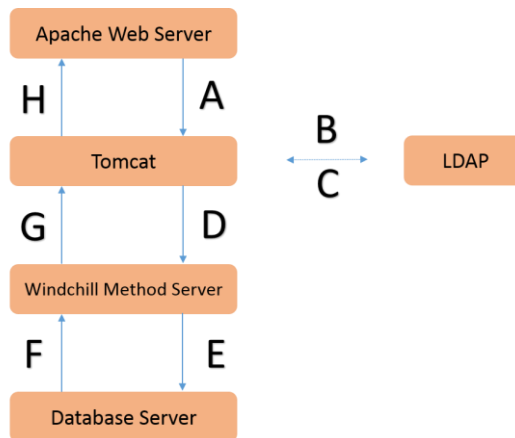 Apache Web Server
H
A
B
Tomcat
LDAP
C
G
D
Windchill Method Server
F
E
Database Server